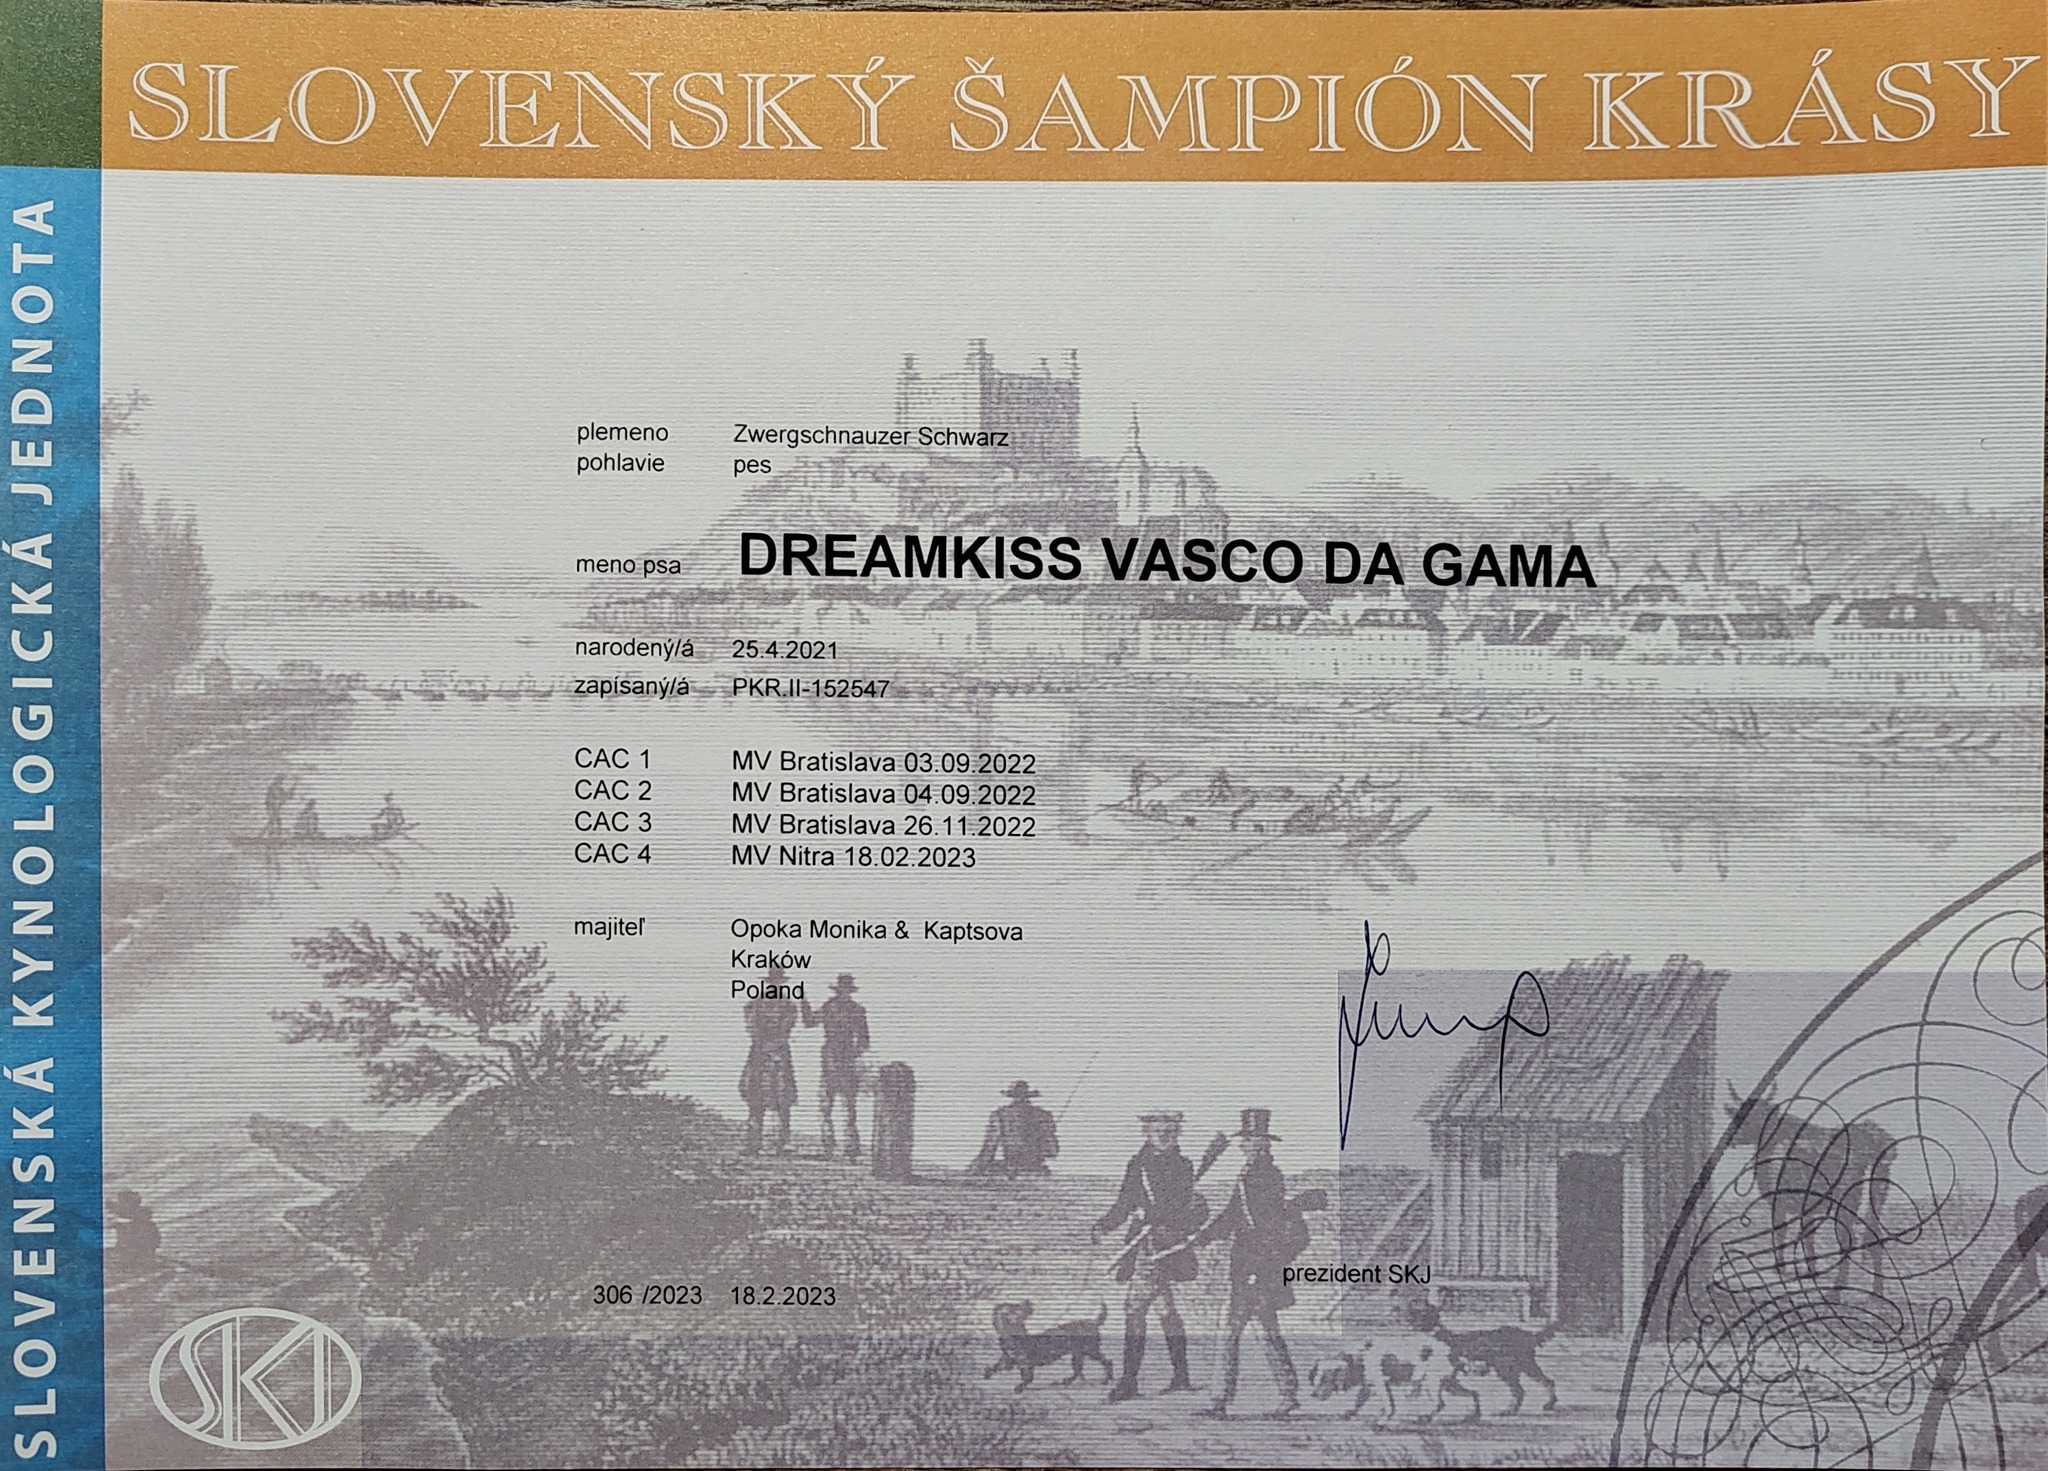 SLOVENSKÝ ŠAMPIÓN KRÁSY
SLOVENSKÁ KYNOLOGICKÁ JEDNOTA
plemeno Zwergschnauzer Schwarz
pohlavie pes
meno psa DREAMKISS VASCO DA GAMA
narodený/á 25.4.2021
zapísaný/á PKR.II-152547
CAC 1 MV Bratislava 03.09.2022
CAC 2 MV Bratislava 04.09.2022
CAC 3 MV Bratislava 26.11.2022
CAC 4 MV Nitra 18.02.2023
majiteľ Opoka Monika & Kaptsova
Kraków
Poland
prezident SKJ
306 /2023 18.2.2023
SKJ